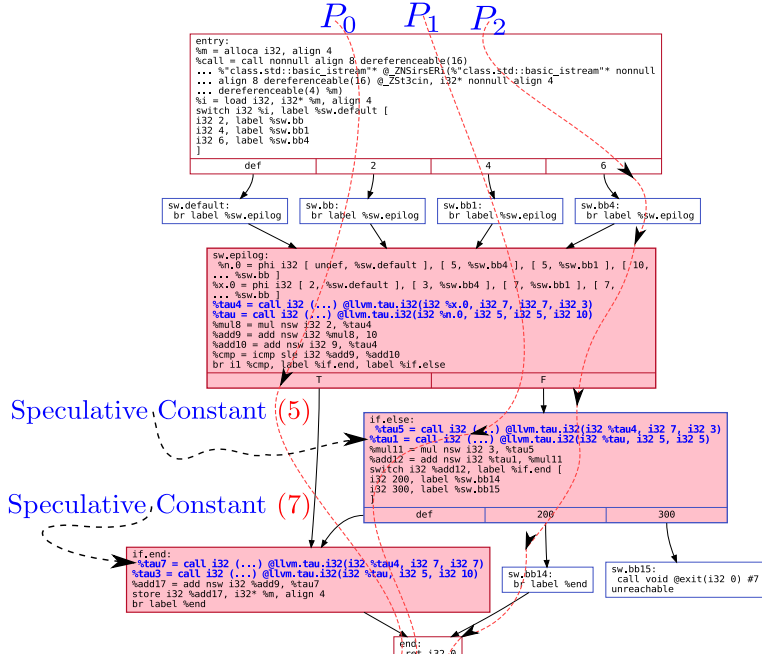 P0 P1 P2
entry:
%m = alloca i32, align 4
%call = call nonnull align 8 dereferenceable(16)
... %"class.std::basic_istream"* @_ZNSirsERi(%"class.std::basic_istream"* nonnull
... align 8 dereferenceable(16) @_ZSt3cin, i32* nonnull align 4
... dereferenceable(4) %m)
%i = load i32, i32* %m, align 4
switch i32 %i, label %sw.default [
i32 2, label %sw.bb
i32 4, label %sw.bb1
i32 6, label %sw.bb4
]
def 2 4 6
sw.default:
br label %sw.epilog
sw.bb:
br label %sw.epilog
sw.bb1:
br label %sw.epilog
sw.bb4:
br label %sw.epilog
sw.epilog:
%n.0 = phi i32 [ undef, %sw.default ], [ 5, %sw.bb4 ], [ 5, %sw.bb1 ], [ 10,
... %sw.bb ]
%x.0 = phi i32 [ 2, %sw.default ], [ 3, %sw.bb4 ], [ 7, %sw.bb1 ], [ 7,
... %sw.bb ]
%tau4 = call i32 (...) @llvm.tau.i32(i32 %x.0, i32 7, i32 7, i32 3)
%tau = call i32 (...) @llvm.tau.i32(i32 %n.0, i32 5, i32 5, i32 10)
%mul8 = mul nsw i32 2, %tau4
%add9 = add nsw i32 %mul8, 10
%add10 = add nsw i32 9, %tau4
%cmp = icmp sle i32 %add9, %add10
br i1 %cmp, label %if.end, label %if.else
T F
Speculative Constant (5)
if.else:
%tau5 = call i32 (...) @llvm.tau.i32(i32 %tau4, i32 7, i32 3)
%tau1 = call i32 (...) @llvm.tau.i32(i32 %tau, i32 5, i32 5)
%mul11 = mul nsw i32 3, %tau5
%add12 = add nsw i32 %tau1, %mul11
switch i32 %add12, label %if.end [
i32 200, label %sw.bb14
i32 300, label %sw.bb15
]
def 200 300
Speculative Constant (7)
if.end:
%tau7 = call i32 (...) @llvm.tau.i32(i32 %tau4, i32 7, i32 7)
%tau3 = call i32 (...) @llvm.tau.i32(i32 %tau, i32 5, i32 10)
%add17 = add nsw i32 %add9, %tau7
store i32 %add17, i32* %m, align 4
br label %end
sw.bb14:
br label %end
sw.bb15:
call void @exit(i32 0) #7
unreachable
end:
ret i32 0